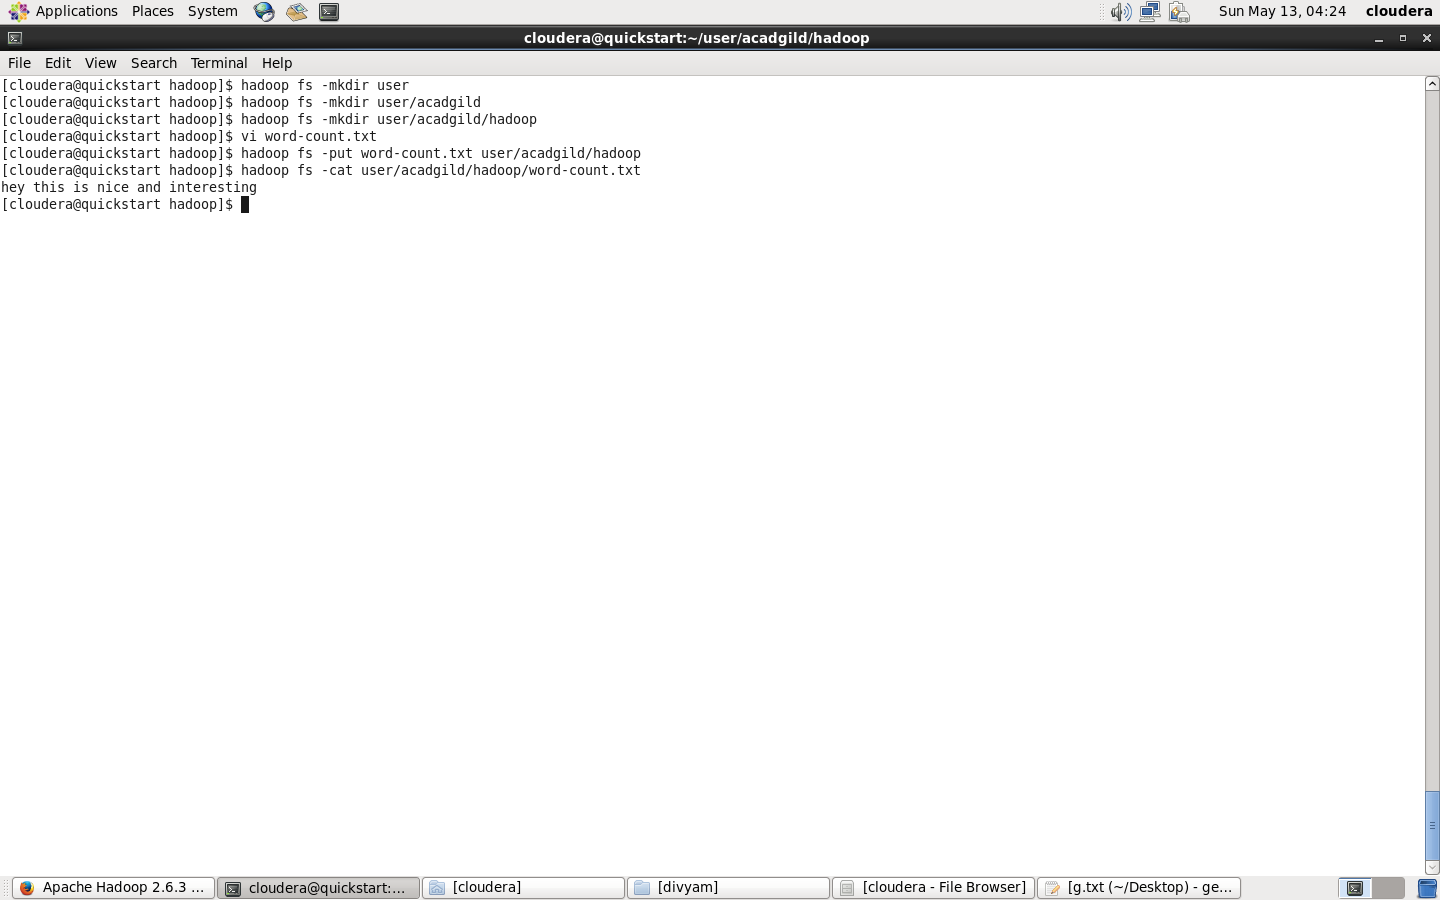 Applications Places System Sun May 13, 04:24 cloudera
cloudera@quickstart:~/user/acadgild/hadoop
File Edit View Search Terminal Help
[cloudera@quickstart hadoop]$ hadoop fs -mkdir user
[cloudera@quickstart hadoop]$ hadoop fs -mkdir user/acadgild
[cloudera@quickstart hadoop]$ hadoop fs -mkdir user/acadgild/hadoop
[cloudera@quickstart hadoop]$ vi word-count.txt
[cloudera@quickstart hadoop]$ hadoop fs -put word-count.txt user/acadgild/hadoop
[cloudera@quickstart hadoop]$ hadoop fs -cat user/acadgild/hadoop/word-count.txt
hey this is nice and interesting
[cloudera@quickstart hadoop]$
Apache Hadoop 2.6.3 ... cloudera@quickstart:... [cloudera] [divyam] [cloudera - File Browser] [g.txt (~/Desktop) - ge...